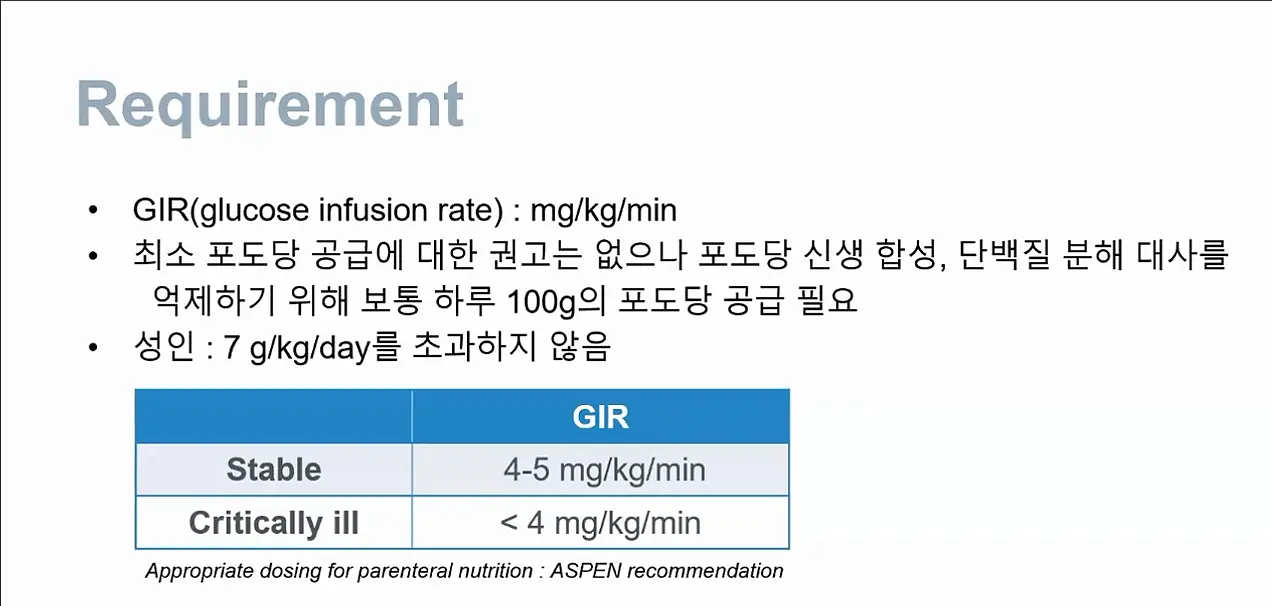 Requirement
• GIR(glucose infusion rate) : mg/kg/min
• 최소 포도당 공급에 대한 권고는 없으나 포도당 신생 합성, 단백질 분해 대사를
억제하기 위해 보통 하루 100g의 포도당 공급 필요
• 성인 : 7 g/kg/day를 초과하지 않음
GIR
Stable 4-5 mg/kg/min
Critically ill < 4 mg/kg/min
Appropriate dosing for parenteral nutrition : ASPEN recommendation